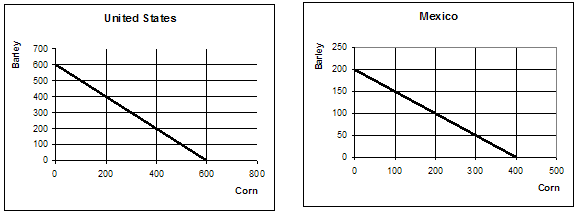 United States
Barley
700
600
500
400
300
200
100
0
0 200 400 600 800
Corn
Mexico
Barley
250
200
150
100
50
0
0 100 200 300 400 500
Corn